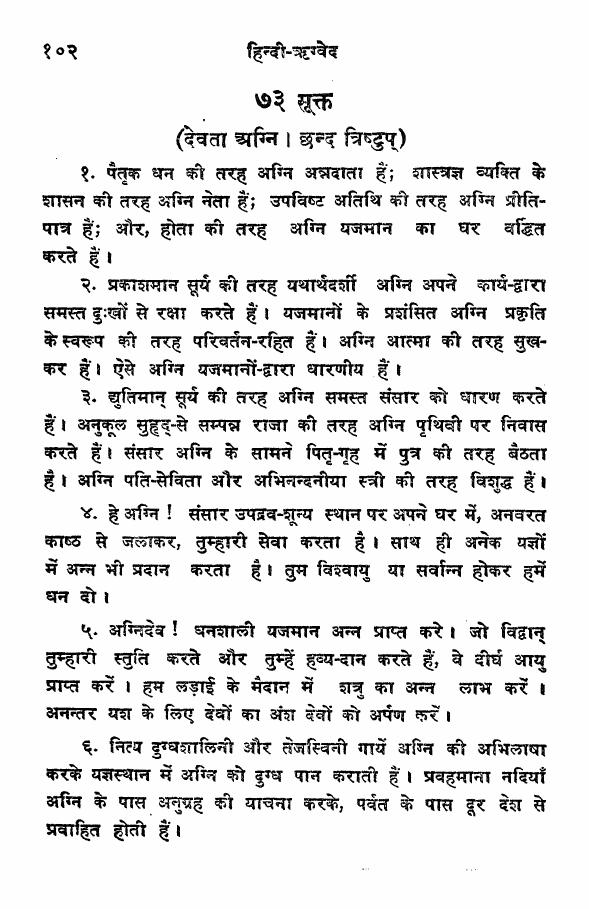 १०२ हिन्दी-ऋग्वेद
७३ सूक्त
(देवता अग्नि। छन्द त्रिष्टुप्)
१. पैतृक धन की तरह अग्नि अन्नदाता हैं; शास्त्रज्ञ व्यक्ति के
शासन की तरह अग्नि नेता हैं; उपविष्ट अतिथि की तरह अग्नि प्रीति-
पात्र हैं; और, होता की तरह अग्नि यजमान का घर वर्द्धित
करते हैं।
२. प्रकाशमान सूर्य की तरह यथार्थदर्शी अग्नि अपने कार्य-द्वारा
समस्त दुःखों से रक्षा करते हैं। यजमानों के प्रशंसित अग्नि प्रकृति
के स्वरूप की तरह परिवर्तन-रहित हैं। अग्नि आत्मा की तरह सुख-
कर हैं। ऐसे अग्नि यजमानों-द्वारा धारणीय हैं।
३. द्युतिमान् सूर्य की तरह अग्नि समस्त संसार को धारण करते
हैं। अनुकूल सुहृद्-से सम्पन्न राजा की तरह अग्नि पृथिवी पर निवास
करते हैं। संसार अग्नि के सामने पितृ-गृह में पुत्र की तरह बैठता
है। अग्नि पति-सेविता और अभिनन्दनीया स्त्री की तरह विशुद्ध हैं।
४. हे अग्नि! संसार उपद्रव-शून्य स्थान पर अपने घर में, अनवरत
काष्ठ से जलाकर, तुम्हारी सेवा करता है। साथ ही अनेक यज्ञों
में अन्न भी प्रदान करता है। तुम विश्वायु या सर्वान्न होकर हमें
धन दो।
५. अग्निदेव! धनशाली यजमान अन्न प्राप्त करे। जो विद्वान्
तुम्हारी स्तुति करते और तुम्हें हव्य-दान करते हैं, वे दीर्घ आयु
प्राप्त करें। हम लड़ाई के मैदान में शत्रु का अन्न लाभ करें।
अनन्तर यश के लिए देवों का अंश देवों को अर्पण करें।
६. नित्य दुग्धशालिनी और तेजस्विनी गायें अग्नि की अभिलाषा
करके यज्ञस्थान में अग्नि को दुग्ध पान कराती हैं। प्रवहमाना नदियाँ
अग्नि के पास अनुग्रह की याचना करके, पर्वत के पास दूर देश से
प्रवाहित होती हैं।